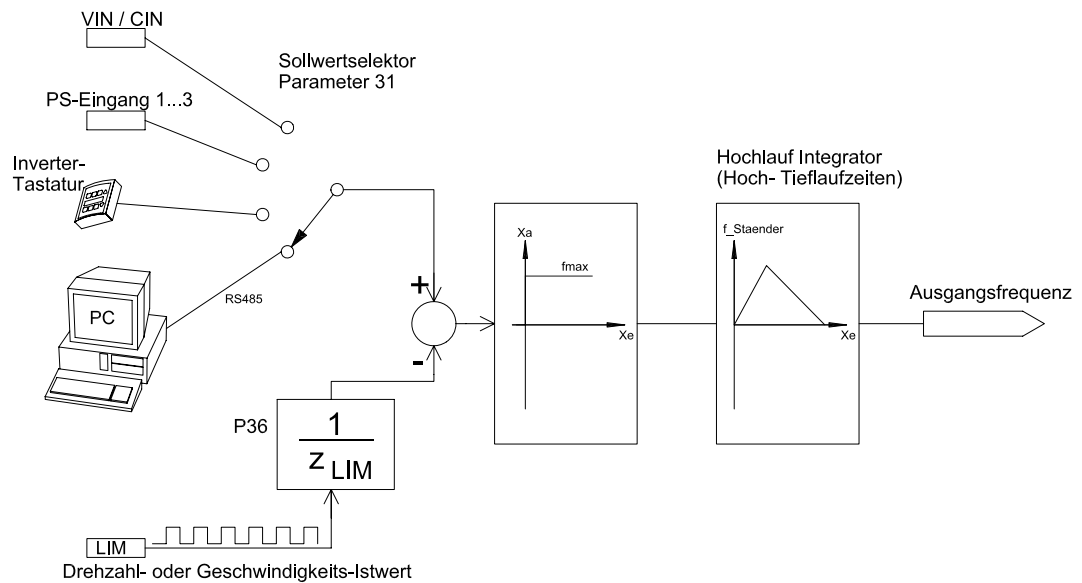 VIN / CIN
Sollwertselektor
Parameter 31
PS-Eingang 1...3
Inverter-
Tastatur
Hochlauf Integrator
(Hoch- Tieflaufzeiten)
Xa
fmax
Xe
f_Staender
Xe
Ausgangsfrequenz
RS485
PC
+
-
P36
1
z LIM
LIM
Drehzahl- oder Geschwindigkeits-Istwert